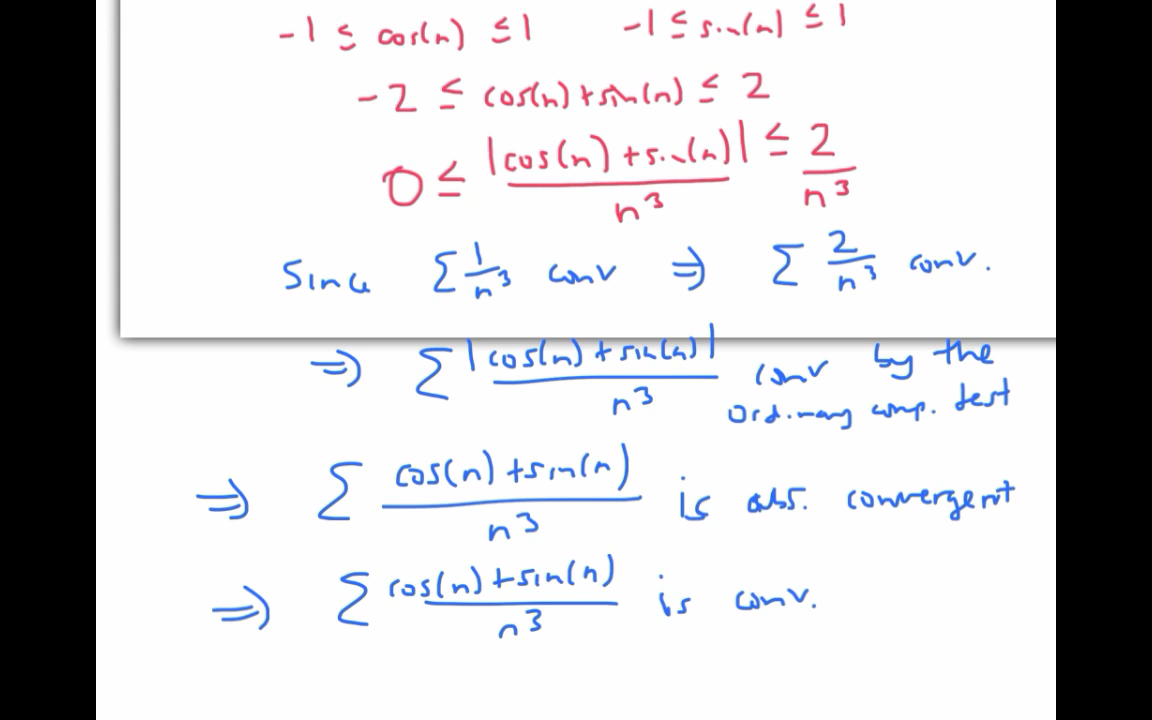 -1 ≤ cos(n) ≤ 1 -1 ≤ sin(n) ≤ 1
-2 ≤ cos(n) + sin(n) ≤ 2
0 ≤ |cos(n) + sin(n)| / n³ ≤ 2 / n³
Since Σ 1/n³ conv ⇒ Σ 2/n³ conv.
⇒ Σ |cos(n) + sin(n)| / n³ conv by the
Ordinary comp. test
⇒ Σ (cos(n) + sin(n)) / n³ is abs. convergent
⇒ Σ (cos(n) + sin(n)) / n³ is conv.